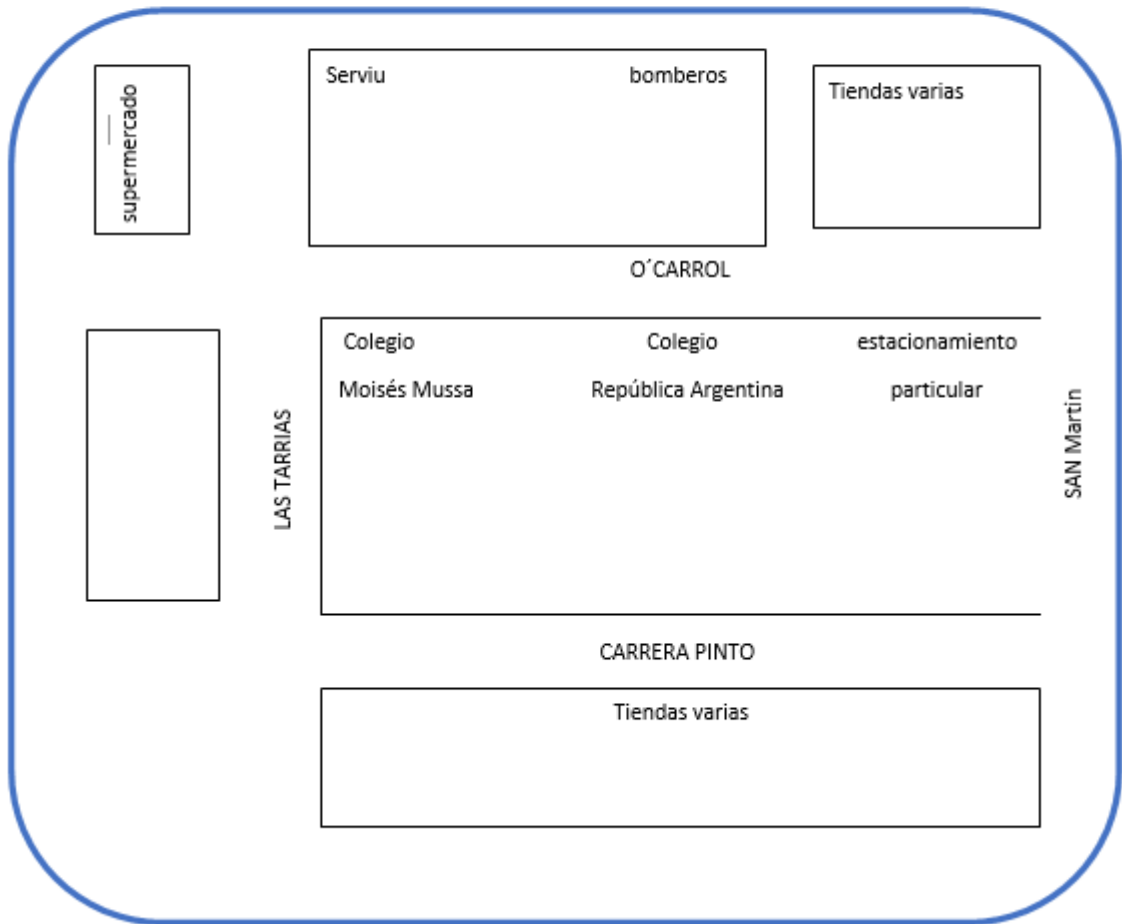 supermercado
Serviu bomberos
Tiendas varias
O´CARROL
Colegio Colegio estacionamiento
Moisés Mussa República Argentina particular
LAS TARRIAS
SAN Martin
CARRERA PINTO
Tiendas varias